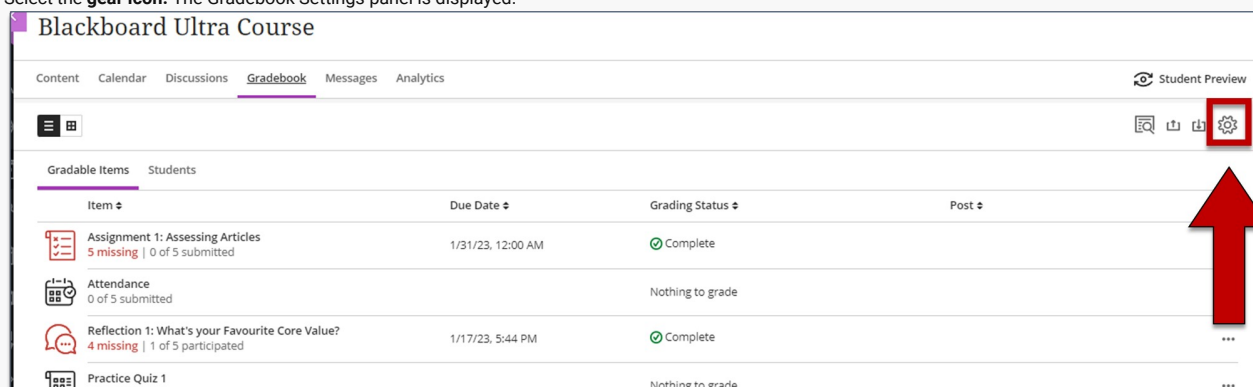 Select the gear icon. The Gradebook Settings panel is displayed.
Blackboard Ultra Course
Content Calendar Discussions Gradebook Messages Analytics Student Preview
Gradable Items Students
Item Due Date Grading Status Post
Assignment 1: Assessing Articles
5 missing | 0 of 5 submitted 1/31/23, 12:00 AM Complete
Attendance
0 of 5 submitted Nothing to grade
Reflection 1: What's your Favourite Core Value?
4 missing | 1 of 5 participated 1/17/23, 5:44 PM Complete
Practice Quiz 1
Nothing to grade